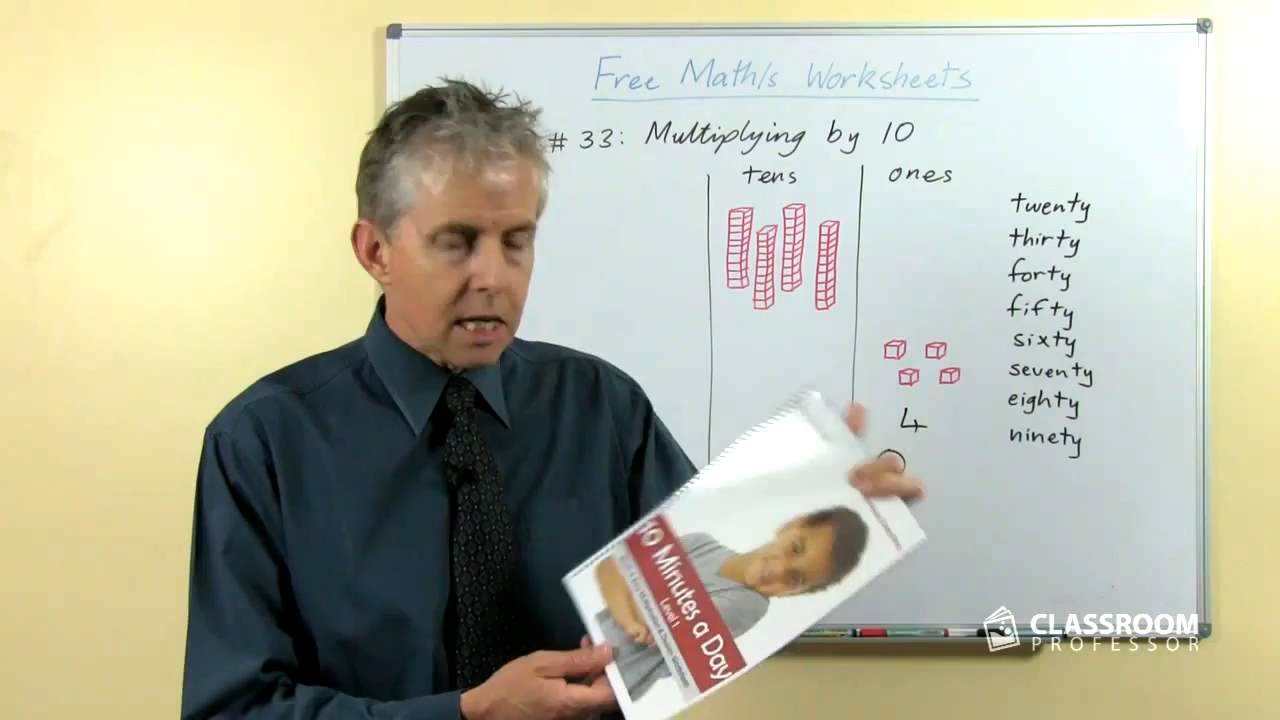 Free Math/s Worksheets
# 33: Multiplying by 10
tens
ones
twenty
thirty
forty
fifty
sixty
seventy
eighty
ninety
4
10 Minutes a Day
Level 1
CLASSROOM
PROFESSOR